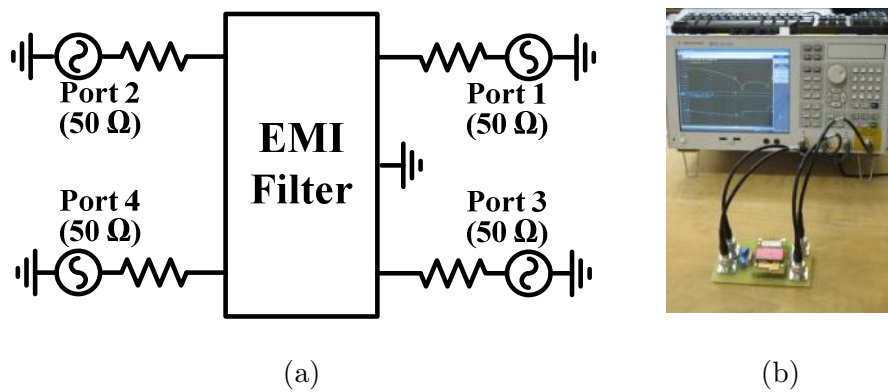 Port 2
(50 Ω)
Port 1
(50 Ω)
EMI
Filter
Port 4
(50 Ω)
Port 3
(50 Ω)
(a)
(b)